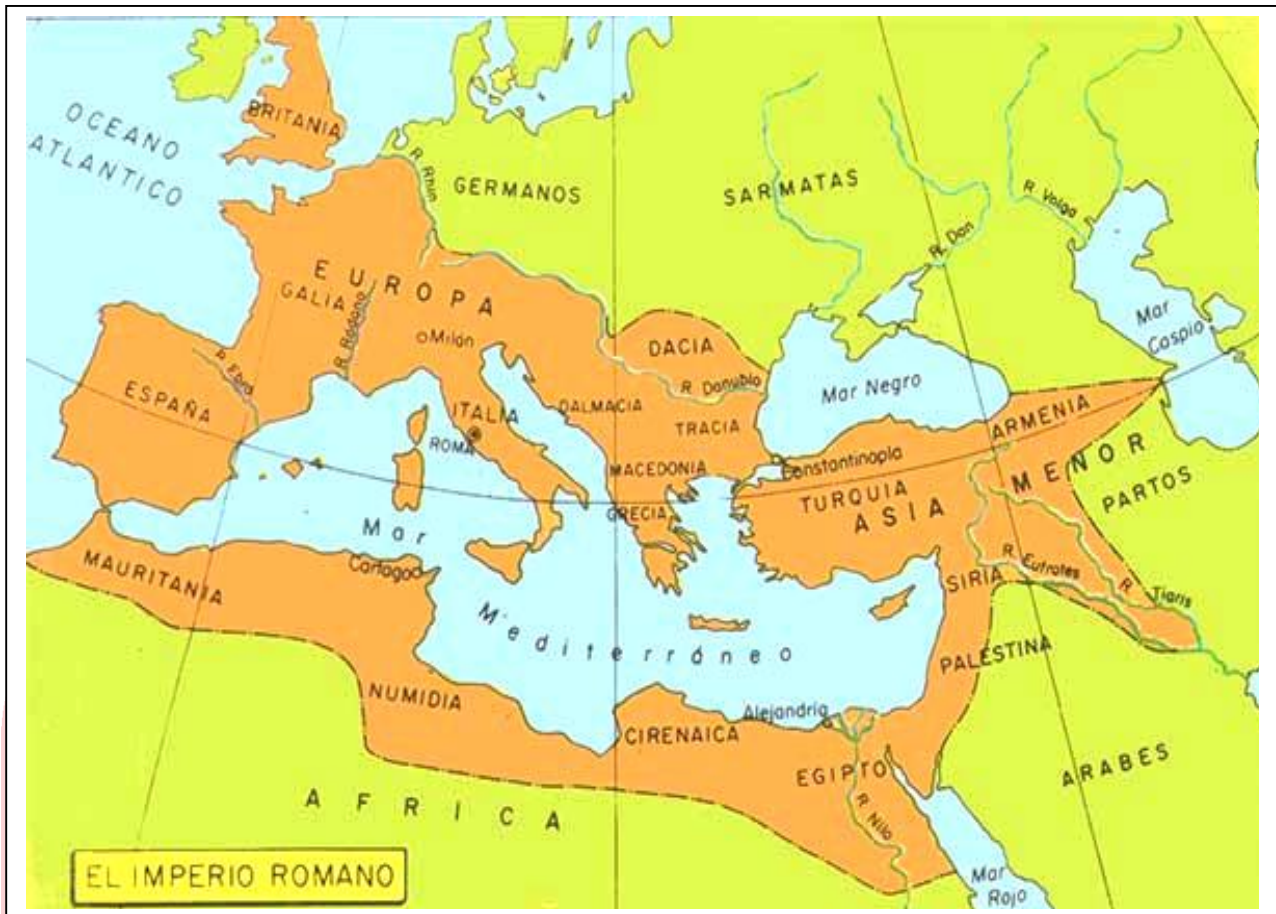 OCEANO
ATLANTICO
BRITANIA
R. Rhin
GERMANOS
SARMATAS
R. Volga
R. Don
EUROPA
GALIA
R. Rodano
Milán
DACIA
R. Danubio
Mar Negro
Mar
Caspio
R. Ebro
ESPAÑA
ITALIA
ROMA
DALMACIA
TRACIA
MACEDONIA
GRECIA
Constantinopla
TURQUIA
ARMENIA
ASIA MENOR
PARTOS
Mar
Mediterráneo
MAURITANIA
Cartago
SIRIA
R. Eufrates
R. Tigris
PALESTINA
NUMIDIA
CIRENAICA
Alejandría
EGIPTO
R. Nilo
ARABES
AFRICA
Mar
Rojo
EL IMPERIO ROMANO